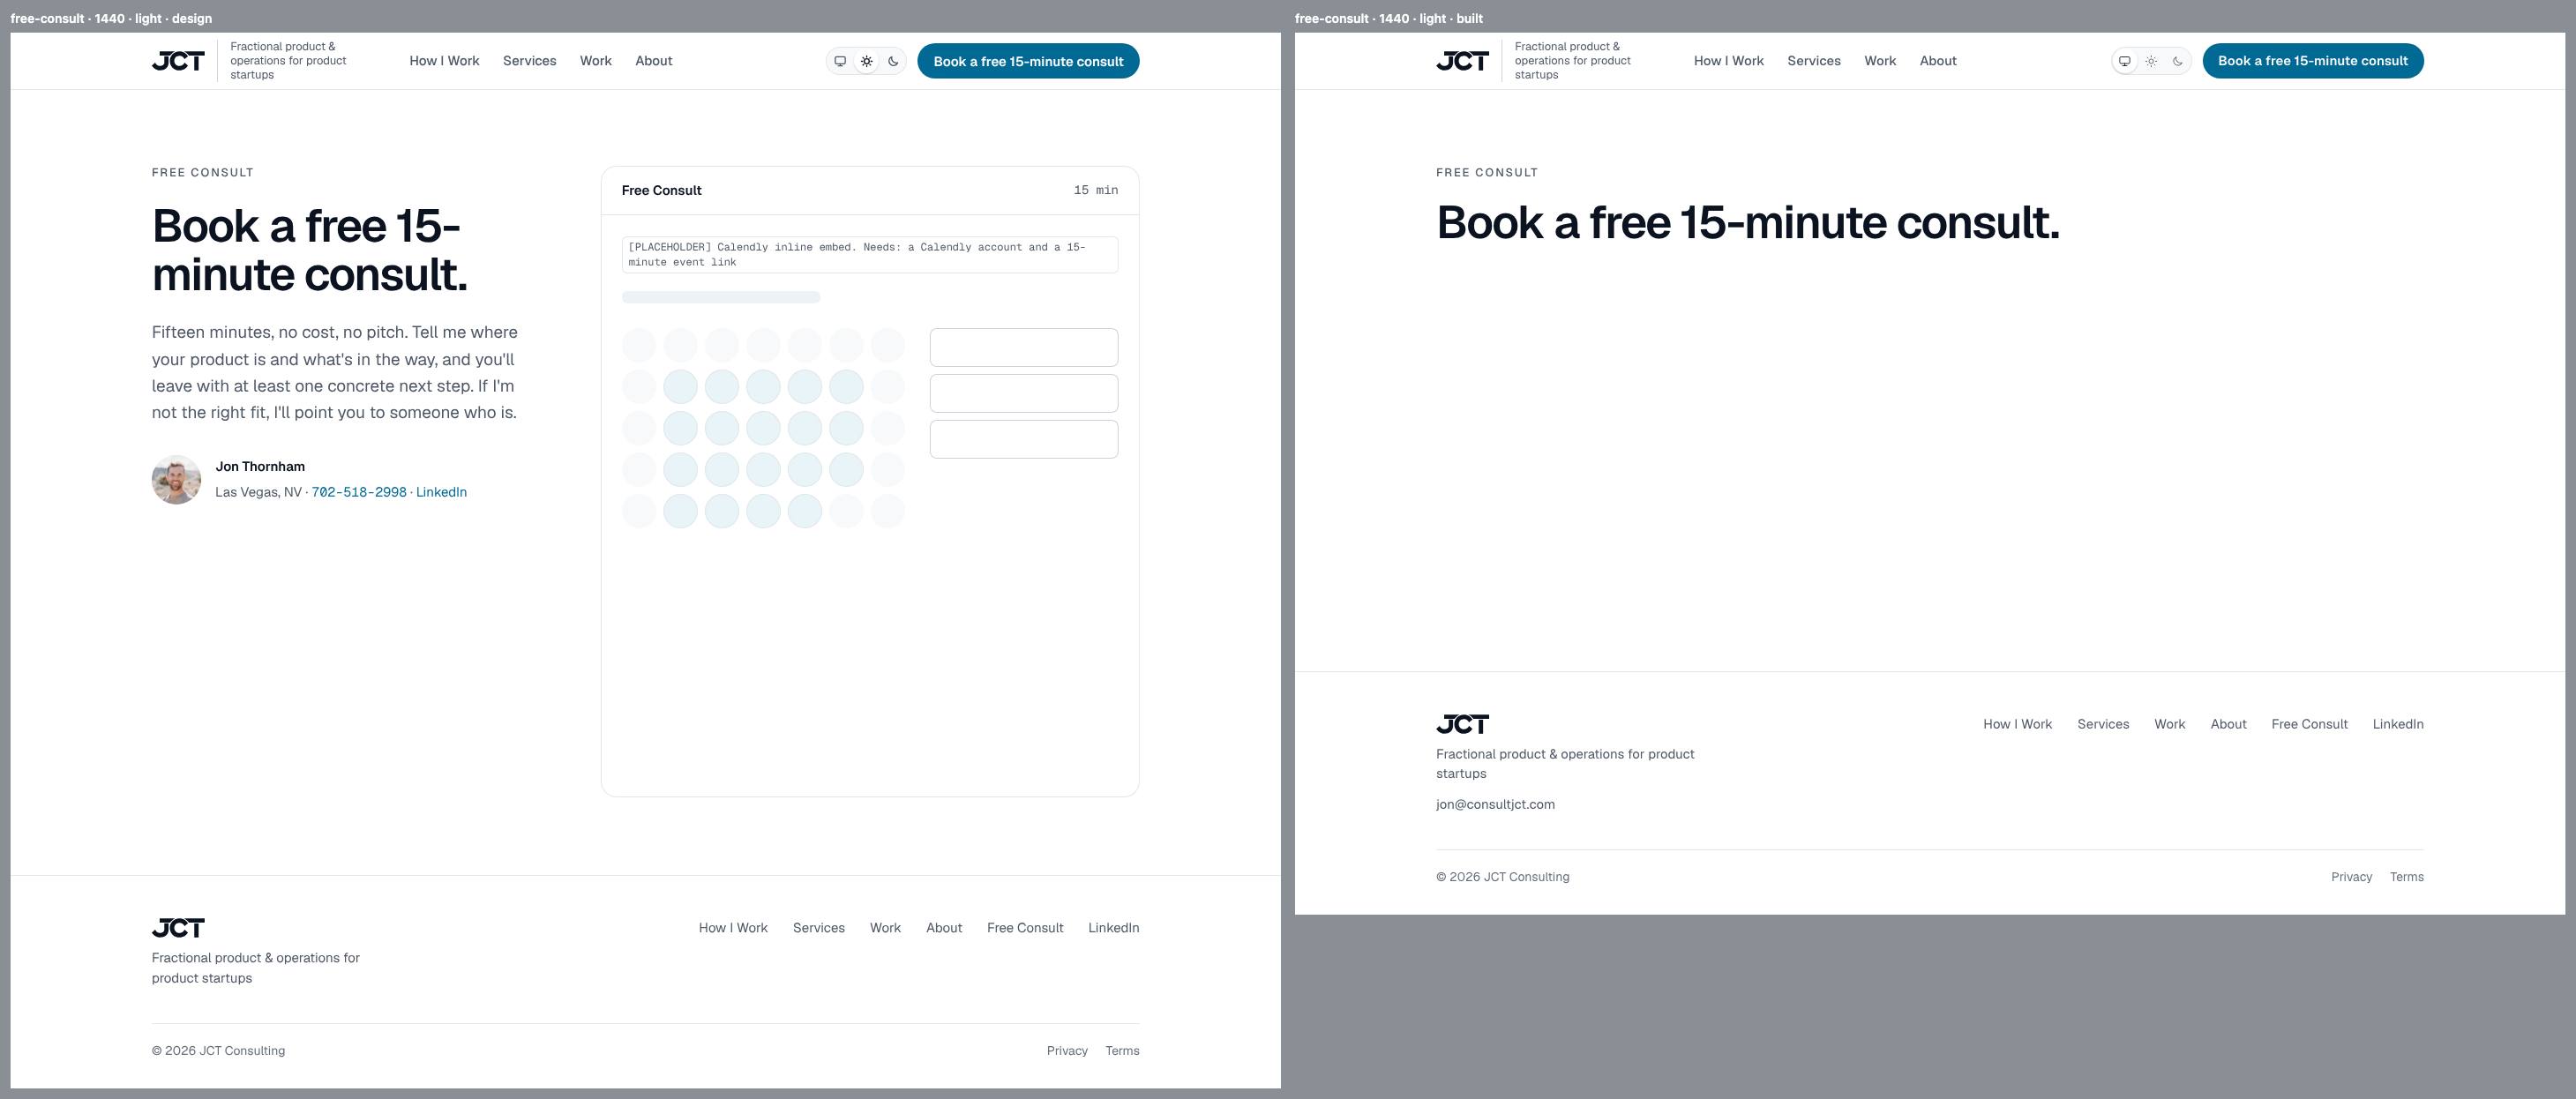 free-consult · 1440 · light · design
JCT
Fractional product &
operations for product
startups
How I Work
Services
Work
About
Book a free 15-minute consult
FREE CONSULT
Book a free 15-
minute consult.
Fifteen minutes, no cost, no pitch. Tell me where
your product is and what's in the way, and you'll
leave with at least one concrete next step. If I'm
not the right fit, I'll point you to someone who is.
Jon Thornham
Las Vegas, NV · 702-518-2998 · LinkedIn
Free Consult
15 min
[PLACEHOLDER] Calendly inline embed. Needs: a Calendly account and a 15-
minute event link
JCT
Fractional product & operations for
product startups
How I Work
Services
Work
About
Free Consult
LinkedIn
© 2026 JCT Consulting
Privacy
Terms
free-consult · 1440 · light · built
JCT
Fractional product &
operations for product
startups
How I Work
Services
Work
About
Book a free 15-minute consult
FREE CONSULT
Book a free 15-minute consult.
JCT
Fractional product & operations for product
startups
jon@consultjct.com
How I Work
Services
Work
About
Free Consult
LinkedIn
© 2026 JCT Consulting
Privacy
Terms